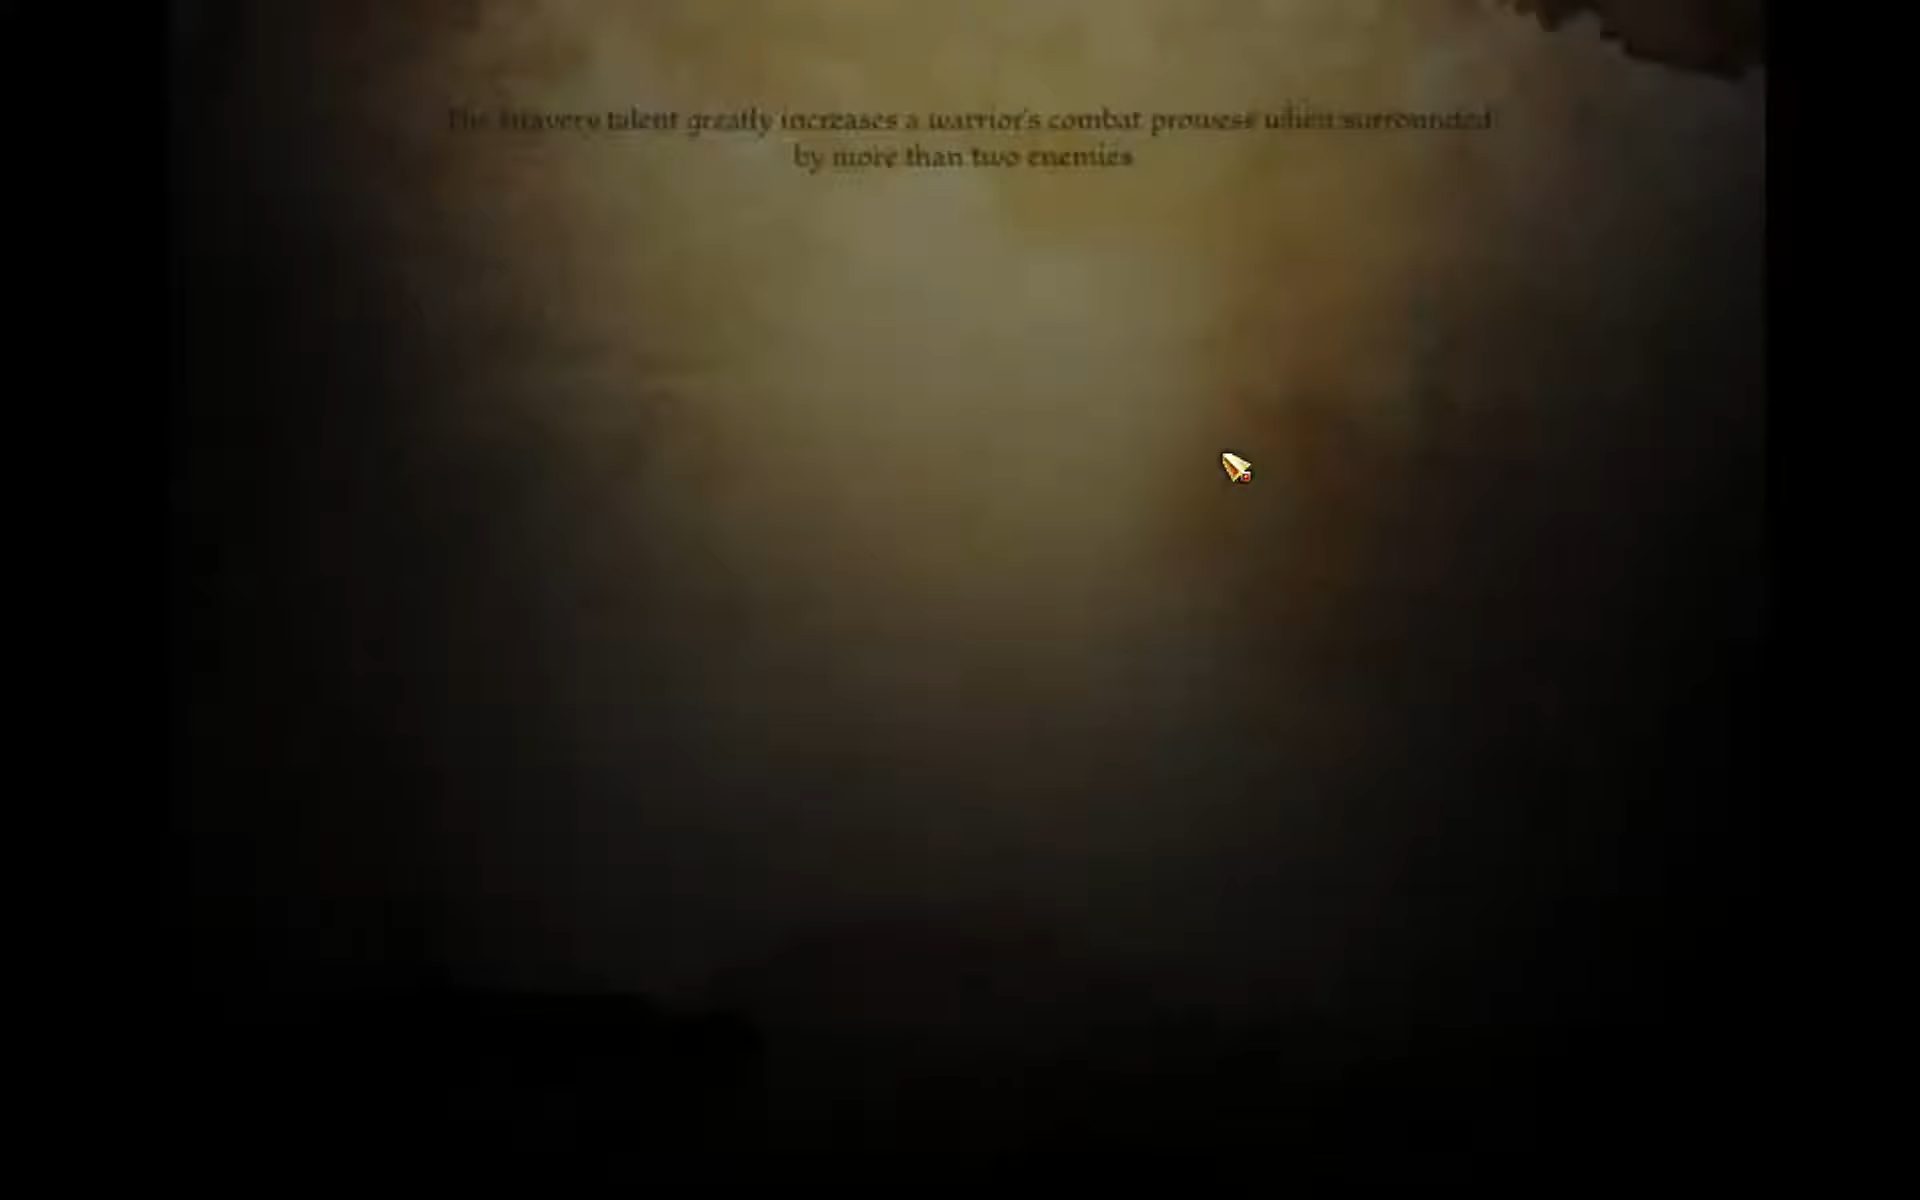 The Bravery talent greatly increases a warrior's combat prowess when surrounded
by more than two enemies